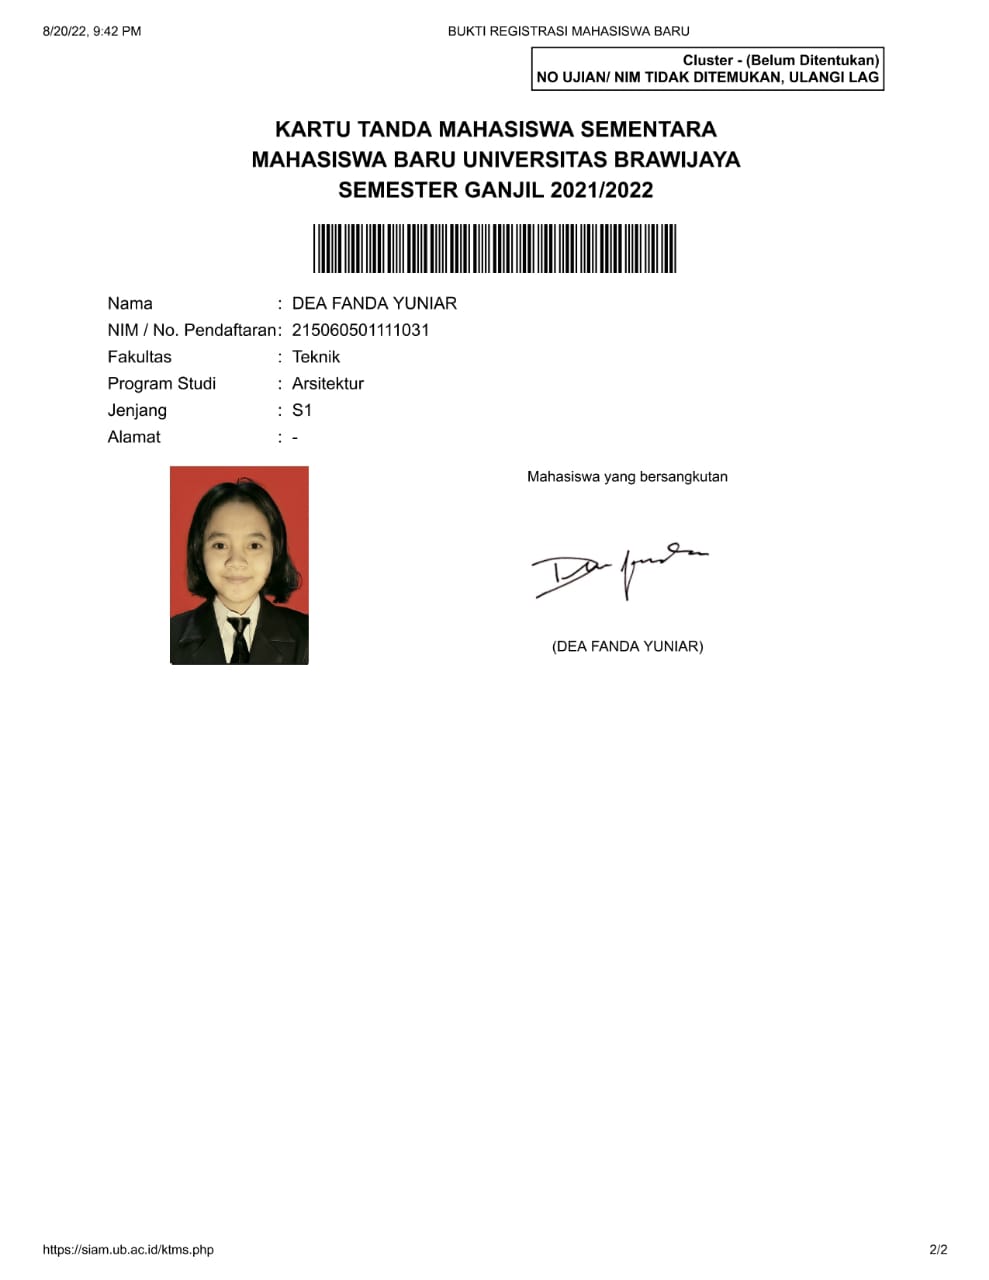 8/20/22, 9:42 PM BUKTI REGISTRASI MAHASISWA BARU
Cluster - (Belum Ditentukan)
NO UJIAN/ NIM TIDAK DITEMUKAN, ULANGI LAG
KARTU TANDA MAHASISWA SEMENTARA
MAHASISWA BARU UNIVERSITAS BRAWIJAYA
SEMESTER GANJIL 2021/2022
Nama : DEA FANDA YUNIAR
NIM / No. Pendaftaran : 215060501111031
Fakultas : Teknik
Program Studi : Arsitektur
Jenjang : S1
Alamat : -
Mahasiswa yang bersangkutan
(DEA FANDA YUNIAR)
https://siam.ub.ac.id/ktms.php 2/2